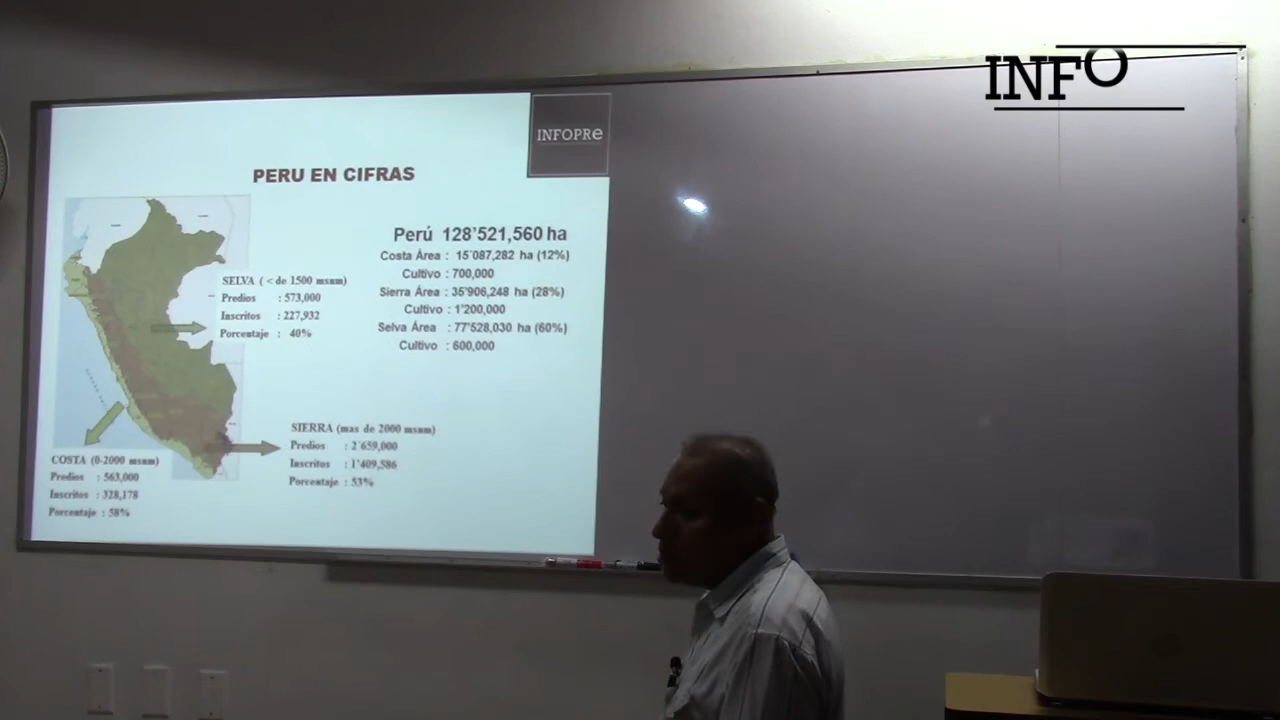 INFO
INFOPRe
PERU EN CIFRAS
Perú 128'521,560 ha
Costa Área : 15´087,282 ha (12%)
Cultivo : 700,000
Sierra Área : 35'906,248 ha (28%)
Cultivo : 1'200,000
Selva Área : 77'528,030 ha (60%)
Cultivo : 600,000
SELVA ( < de 1500 msnm)
Predios : 573,000
Inscritos : 227,932
Porcentaje : 40%
SIERRA (mas de 2000 msnm)
Predios : 2´659,000
Inscritos : 1'409,586
Porcentaje : 53%
COSTA (0-2000 msnm)
Predios : 563,000
Inscritos : 328,178
Porcentaje : 58%